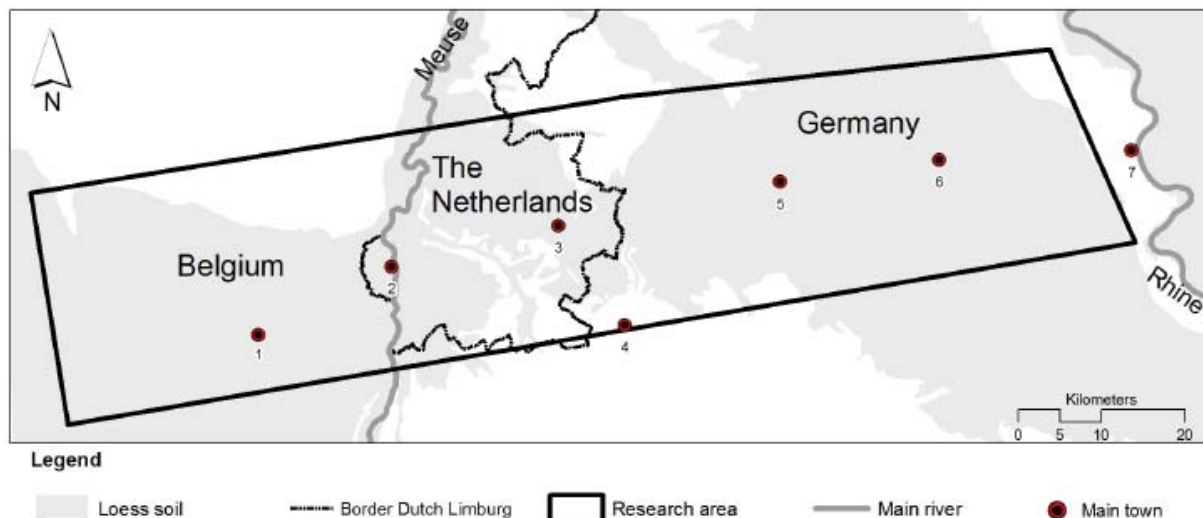 Meuse
N
Germany
The
Netherlands
Belgium
Rhine
1
2
3
4
5
6
7
Kilometers
0 5 10 20
Legend
Loess soil Border Dutch Limburg Research area Main river Main town